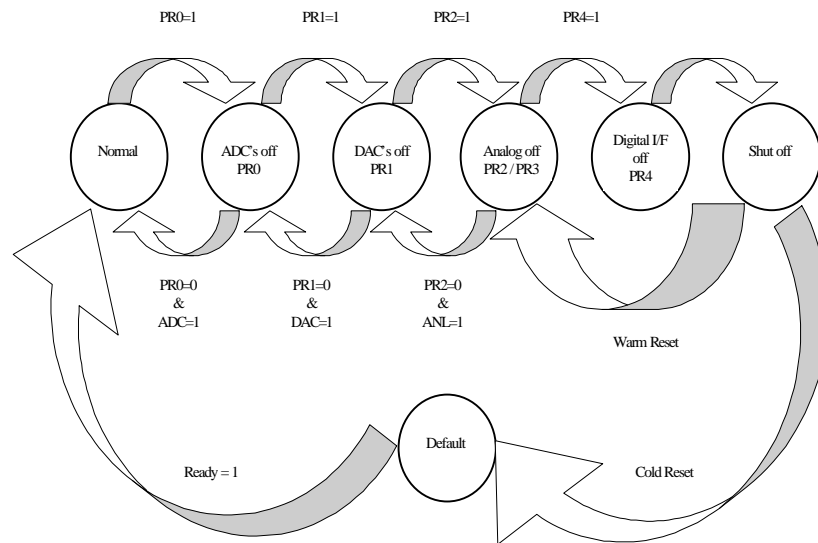 PR0=1
PR1=1
PR2=1
PR4=1
Normal
ADC's off
PR0
DAC's off
PR1
Analog off
PR2 / PR3
Digital I/F
off
PR4
Shut off
PR0=0
&
ADC=1
PR1=0
&
DAC=1
PR2=0
&
ANL=1
Warm Reset
Default
Ready = 1
Cold Reset